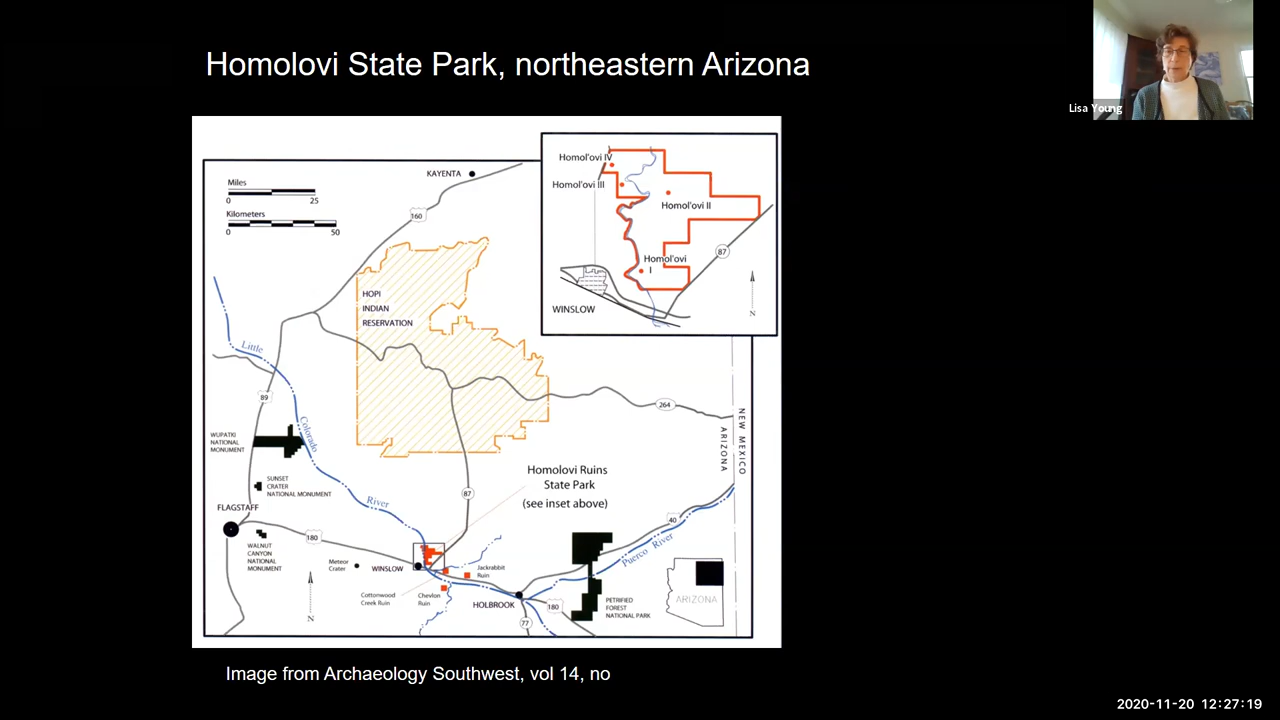 Homolovi State Park, northeastern Arizona
Lisa Young
Miles
0
25
Kilometers
0
50
KAYENTA
160
HOPI
INDIAN
RESERVATION
Homol'ovi IV
Homol'ovi III
Homol'ovi II
Homol'ovi
I
87
WINSLOW
N
Little
Colorado
River
89
264
NEW MEXICO
ARIZONA
WUPATKI
NATIONAL
MONUMENT
SUNSET
CRATER
NATIONAL MONUMENT
FLAGSTAFF
WALNUT
CANYON
NATIONAL
MONUMENT
180
Homolovi Ruins
State Park
(see inset above)
87
40
Puerco River
Meteor
Crater
WINSLOW
Jackrabbit
Ruin
Cottonwood
Creek Ruin
Chevlon
Ruin
HOLBROOK
180
77
N
PETRIFIED
FOREST
NATIONAL PARK
ARIZONA
Image from Archaeology Southwest, vol 14, no
2020-11-20 12:27:19